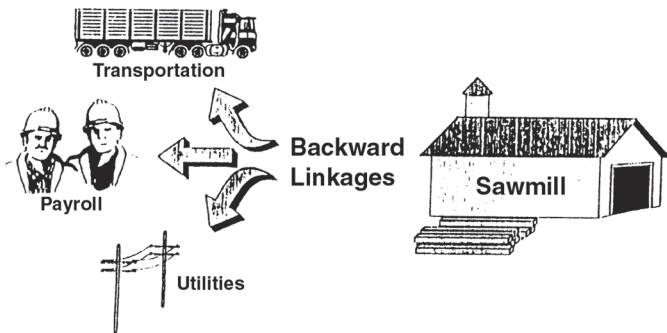 Transportation
Payroll
Backward
Linkages
Sawmill
Utilities